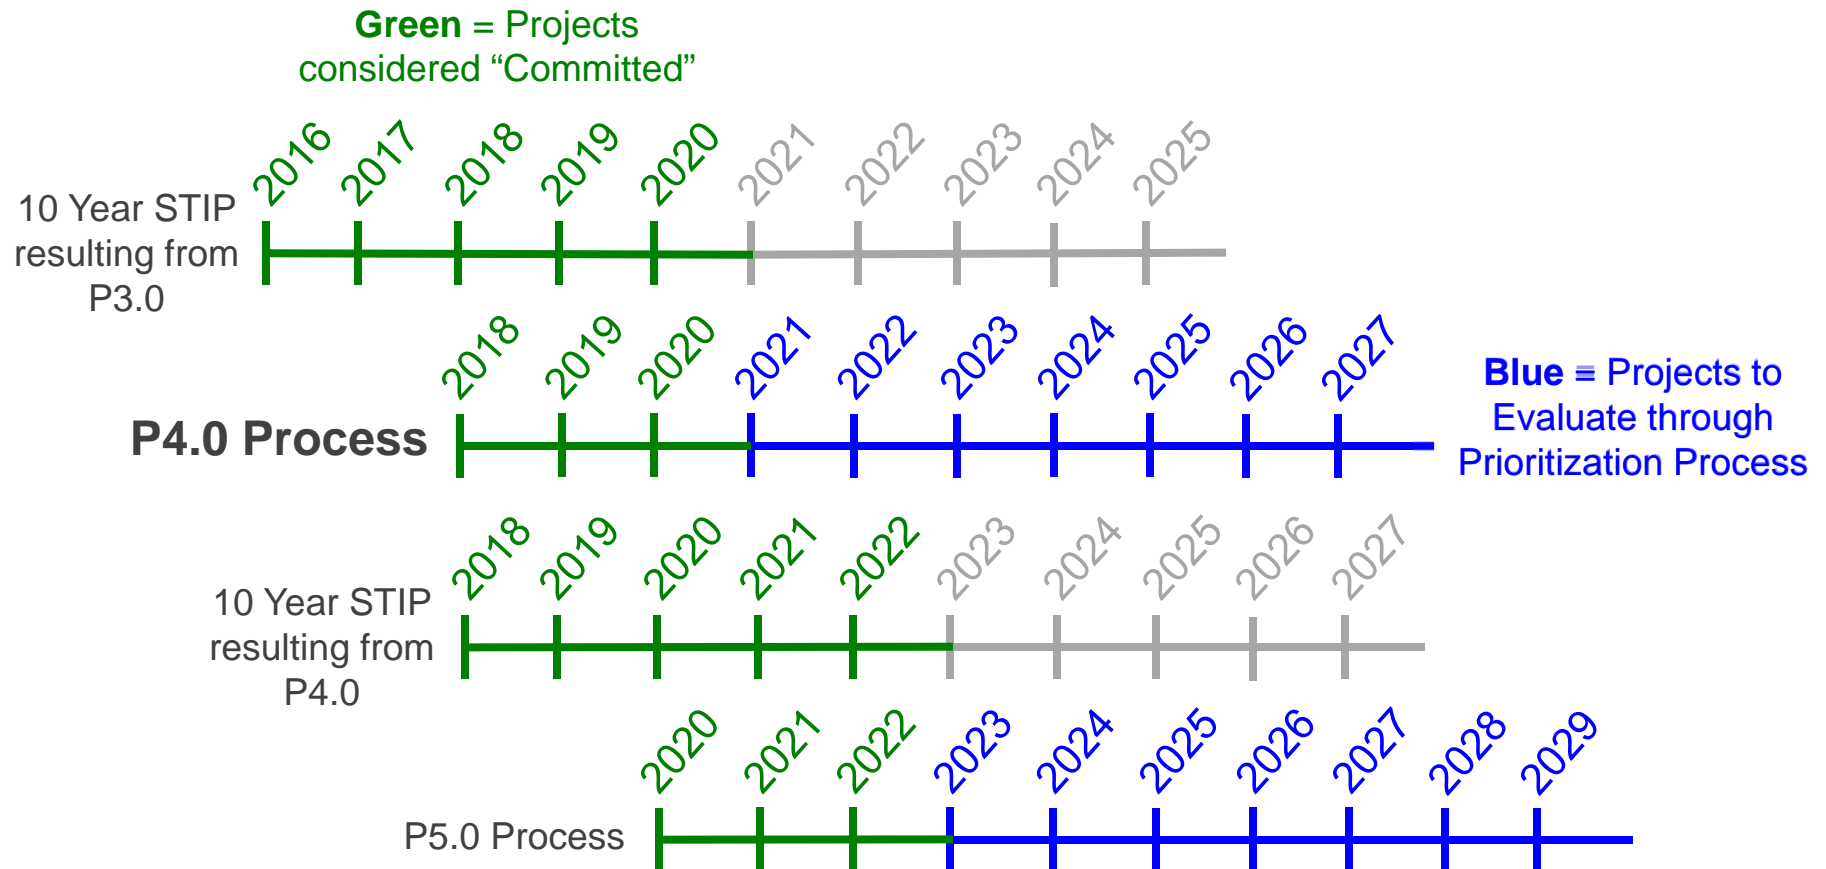 Green = Projects
considered “Committed”
2016 2017 2018 2019 2020 2021 2022 2023 2024 2025
10 Year STIP
resulting from
P3.0
2018 2019 2020 2021 2022 2023 2024 2025 2026 2027
P4.0 Process
Blue = Projects to
Evaluate through
Prioritization Process
2018 2019 2020 2021 2022 2023 2024 2025 2026 2027
10 Year STIP
resulting from
P4.0
2020 2021 2022 2023 2024 2025 2026 2027 2028 2029
P5.0 Process